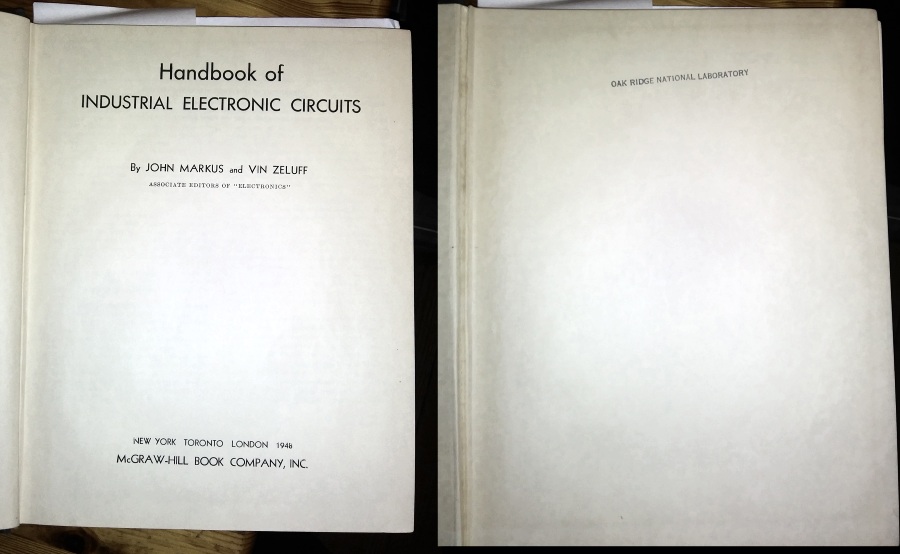 Handbook of
INDUSTRIAL ELECTRONIC CIRCUITS
By JOHN MARKUS and VIN ZELUFF
ASSOCIATE EDITORS OF "ELECTRONICS"
NEW YORK TORONTO LONDON 1948
McGRAW-HILL BOOK COMPANY, INC.
OAK RIDGE NATIONAL LABORATORY